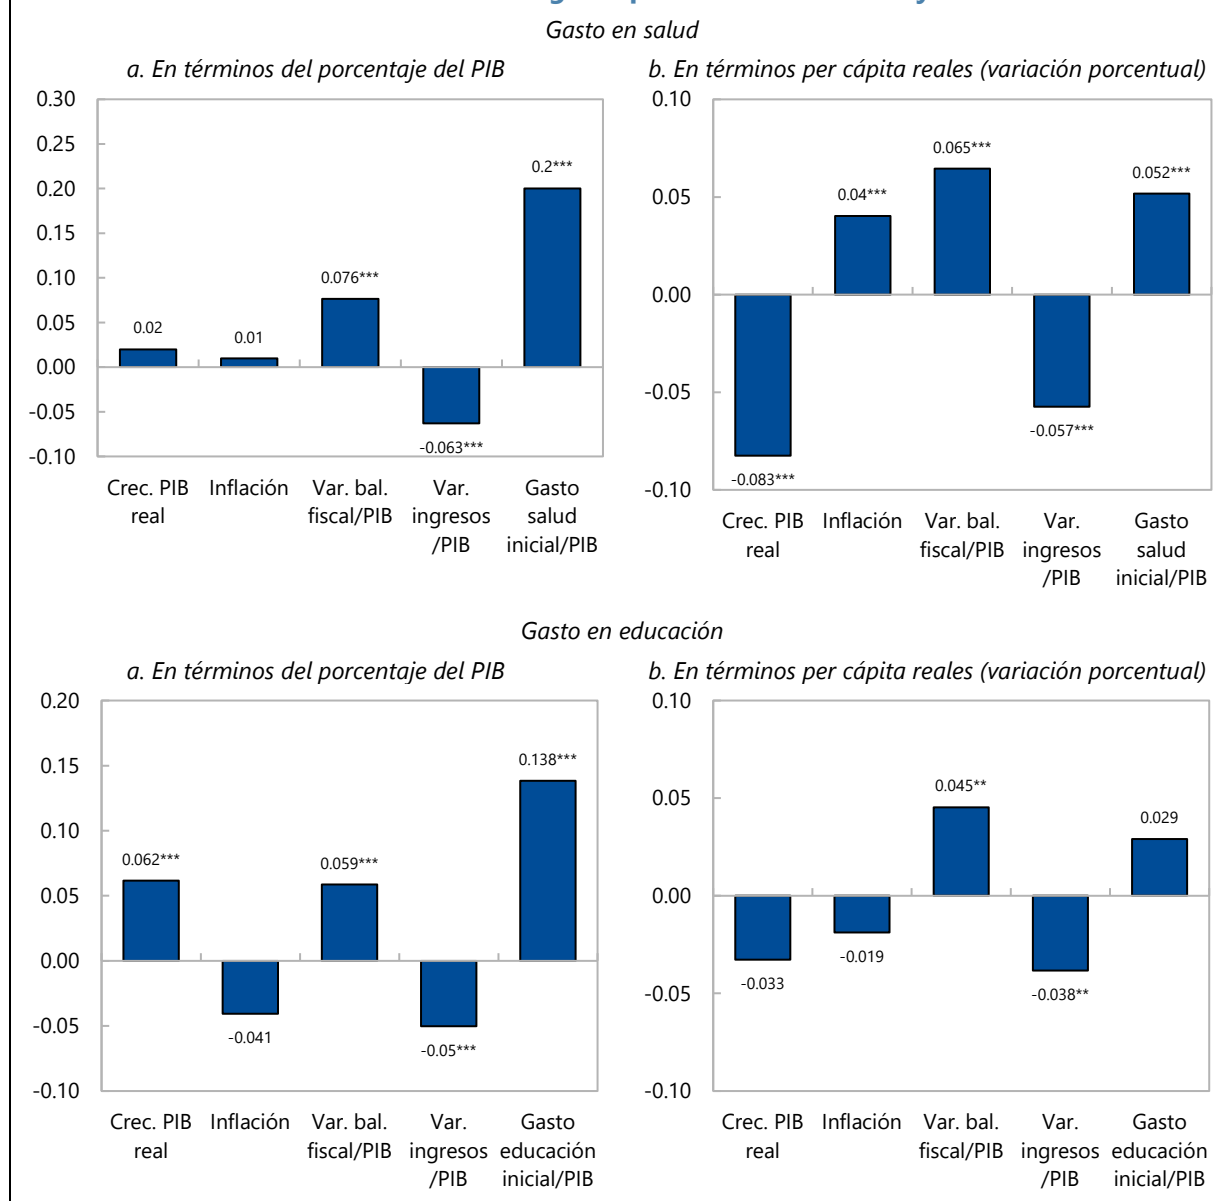 Gasto en salud
a. En términos del porcentaje del PIB
b. En términos per cápita reales (variación porcentual)
0.30
0.25
0.20
0.15
0.10
0.05
0.00
-0.05
-0.10
0.02
0.01
0.076***
-0.063***
0.2***
Crec. PIB
real
Inflación
Var. bal.
fiscal/PIB
Var.
ingresos
/PIB
Gasto
salud
inicial/PIB
0.10
0.05
0.00
-0.05
-0.10
-0.083***
0.04***
0.065***
-0.057***
0.052***
Crec. PIB
real
Inflación
Var. bal.
fiscal/PIB
Var.
ingresos
/PIB
Gasto
salud
inicial/PIB
Gasto en educación
a. En términos del porcentaje del PIB
b. En términos per cápita reales (variación porcentual)
0.20
0.15
0.10
0.05
0.00
-0.05
-0.10
0.062***
-0.041
0.059***
-0.05***
0.138***
Crec. PIB
real
Inflación
Var. bal.
fiscal/PIB
Var.
ingresos
/PIB
Gasto
educación
inicial/PIB
0.10
0.05
0.00
-0.05
-0.10
-0.033
-0.019
0.045**
-0.038**
0.029
Crec. PIB
real
Inflación
Var. bal.
fiscal/PIB
Var.
ingresos
/PIB
Gasto
educación
inicial/PIB